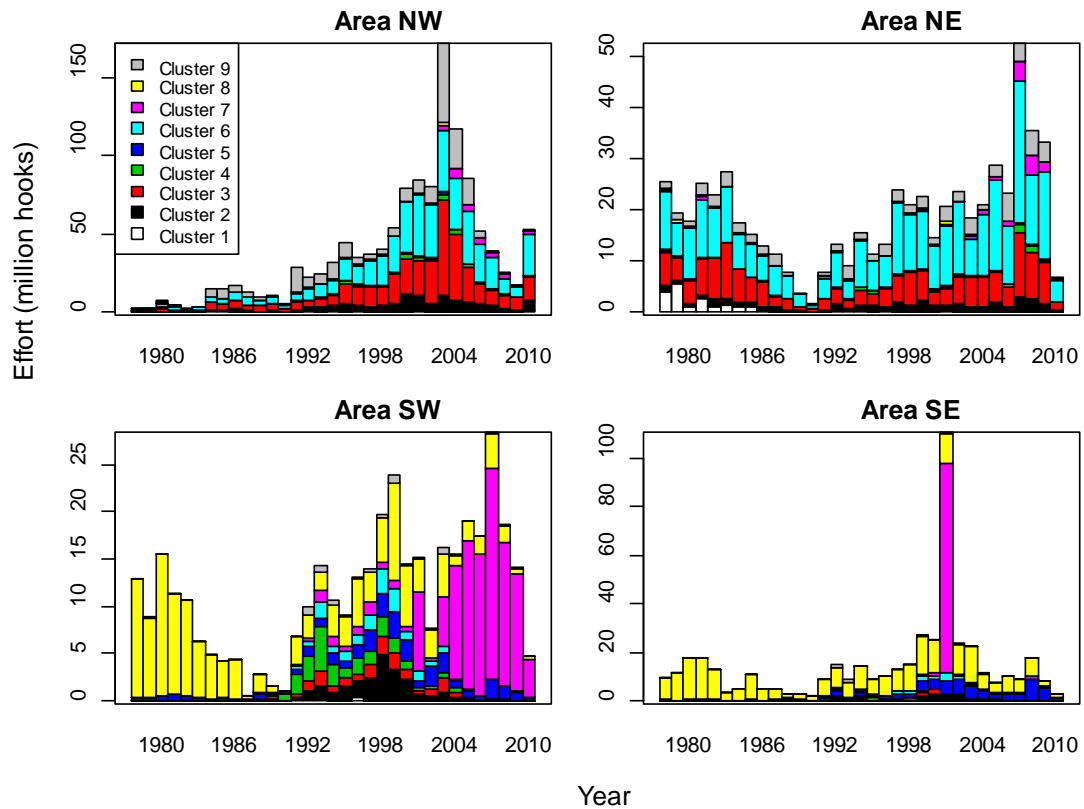 Area NW
Area NE
150
100
50
0
Cluster 9
Cluster 8
Cluster 7
Cluster 6
Cluster 5
Cluster 4
Cluster 3
Cluster 2
Cluster 1
1980 1986 1992 1998 2004 2010
50
40
30
20
10
0
1980 1986 1992 1998 2004 2010
Effort (million hooks)
Area SW
Area SE
25
20
15
10
5
0
1980 1986 1992 1998 2004 2010
100
80
60
40
20
0
1980 1986 1992 1998 2004 2010
Year